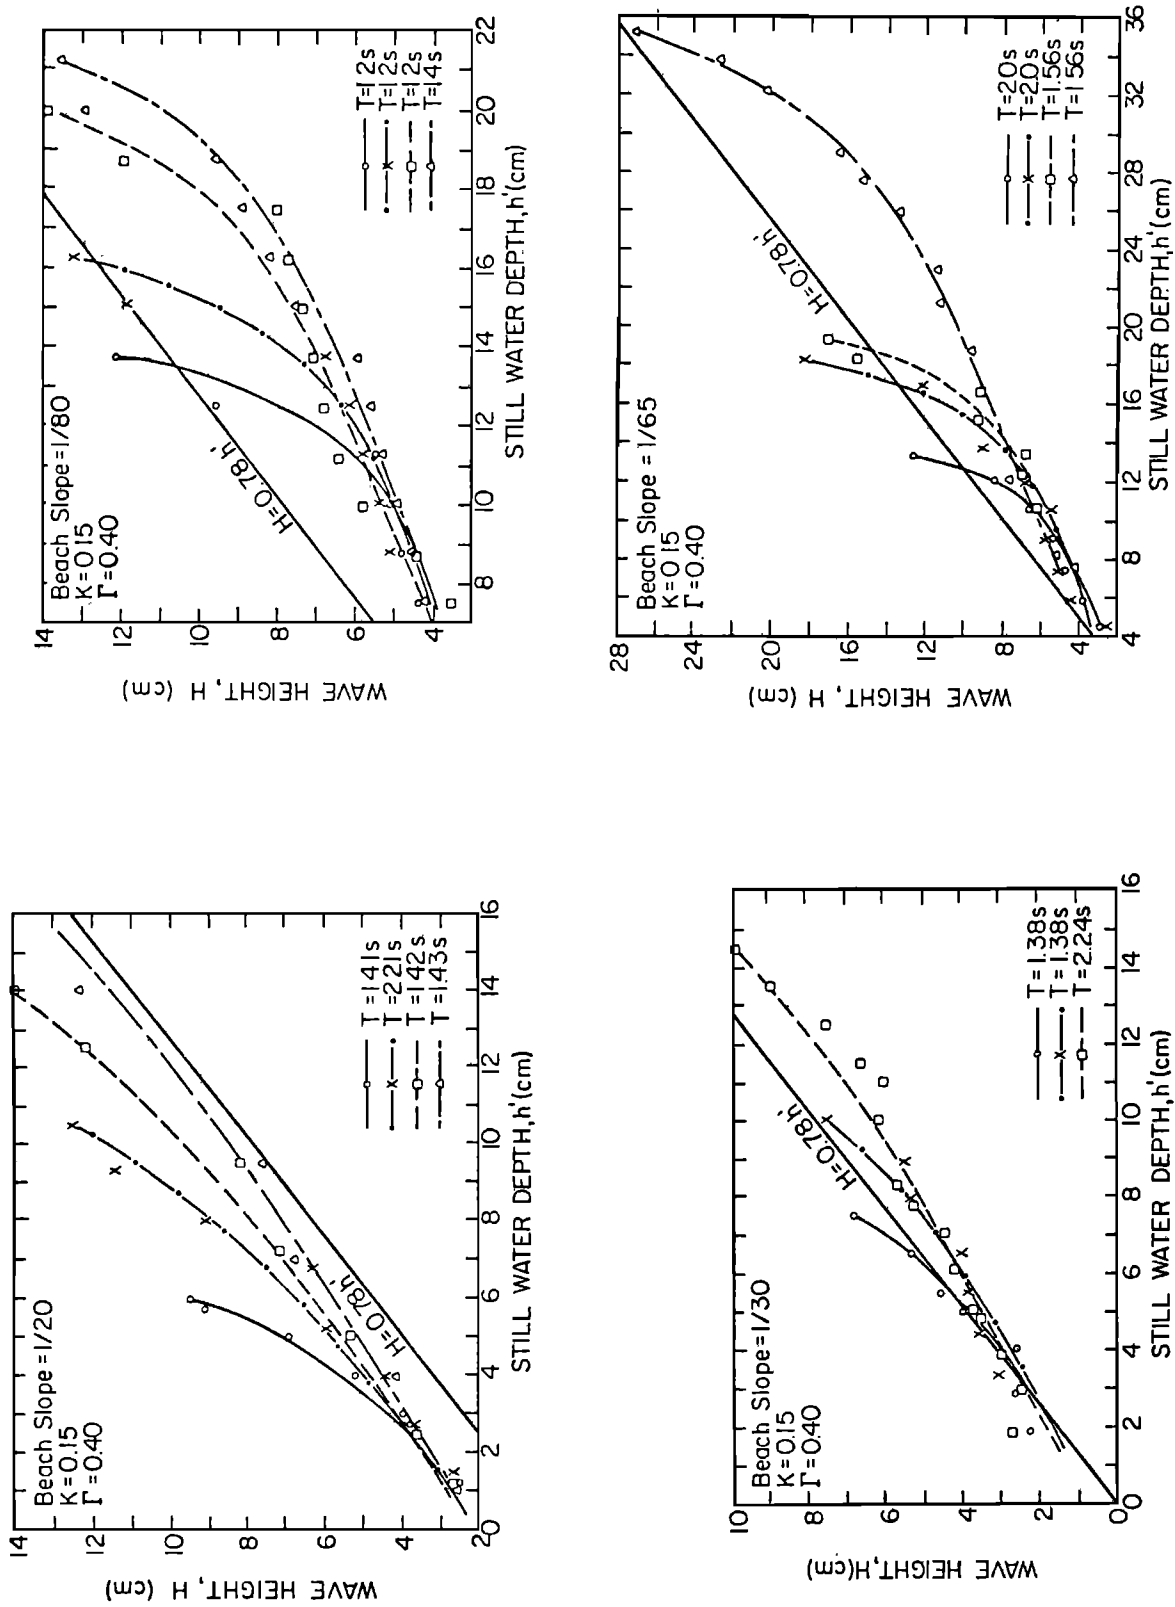 Beach Slope = 1/20
K = 0.15
Γ = 0.40
H = 0.78h'
T = 1.41s
T = 2.21s
T = 1.42s
T = 1.43s
14
12
10
8
6
4
2
WAVE HEIGHT, H (cm)
0 2 4 6 8 10 12 14 16
STILL WATER DEPTH, h' (cm)
Beach Slope = 1/80
K = 0.15
Γ = 0.40
H = 0.78h'
T = 1.2s
T = 1.2s
T = 1.2s
T = 1.4s
14
12
10
8
6
4
WAVE HEIGHT, H (cm)
8 10 12 14 16 18 20 22
STILL WATER DEPTH, h' (cm)
Beach Slope = 1/30
K = 0.15
Γ = 0.40
H = 0.78h'
T = 1.38s
T = 1.38s
T = 2.24s
10
8
6
4
2
0
WAVE HEIGHT, H (cm)
0 2 4 6 8 10 12 14 16
STILL WATER DEPTH, h' (cm)
Beach Slope = 1/65
K = 0.15
Γ = 0.40
H = 0.78h'
T = 2.0s
T = 2.0s
T = 1.56s
T = 1.56s
28
24
20
16
12
8
4
WAVE HEIGHT, H (cm)
4 8 12 16 20 24 28 32 36
STILL WATER DEPTH, h' (cm)